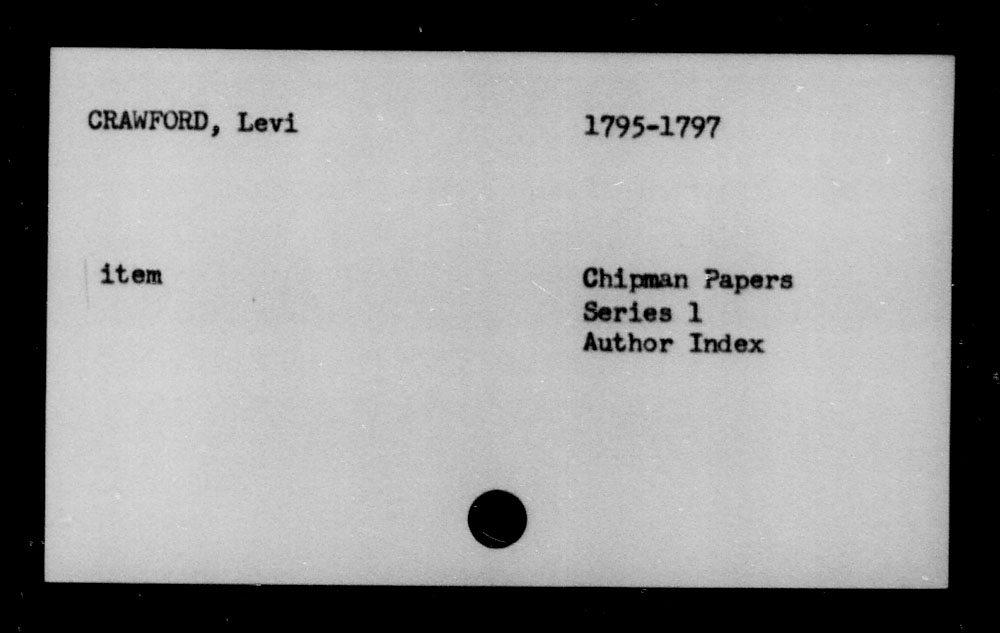 CRAWFORD, Levi 1795-1797
item Chipman Papers
Series 1
Author Index